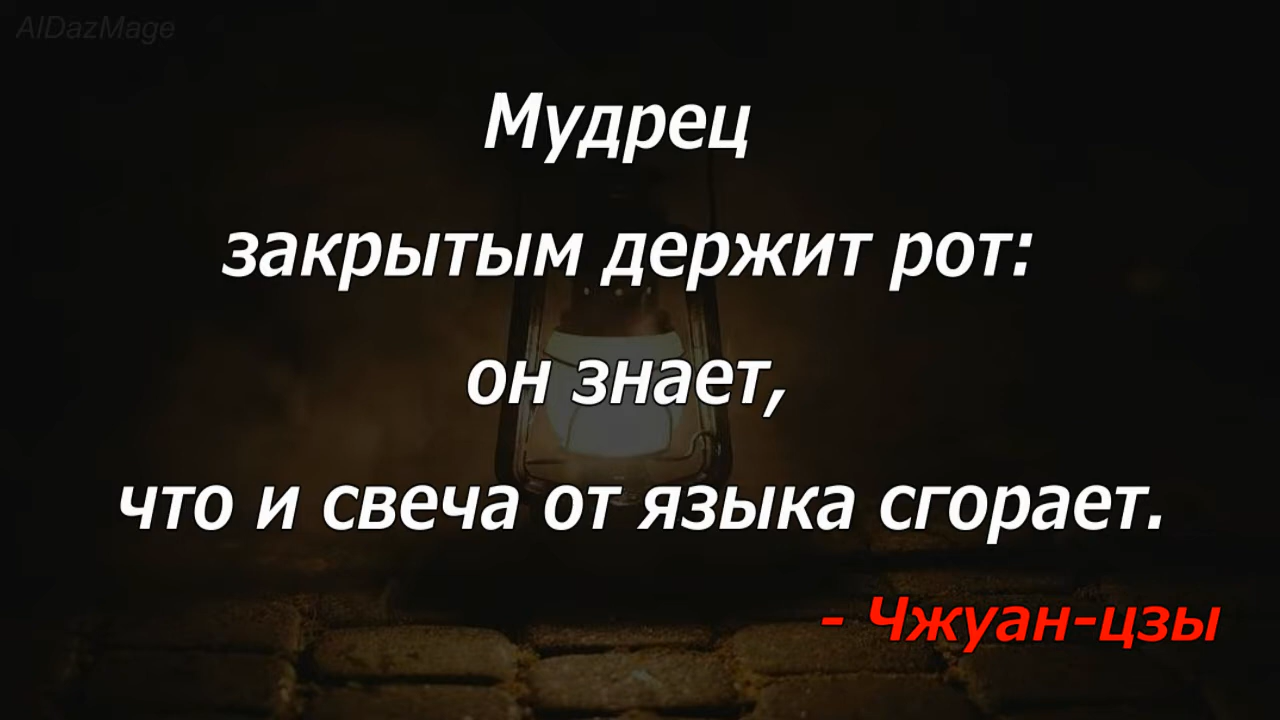 AIDazMage
Мудрец
закрытым держит рот:
он знает,
что и свеча от языка сгорает.
- Чжуан-цзы